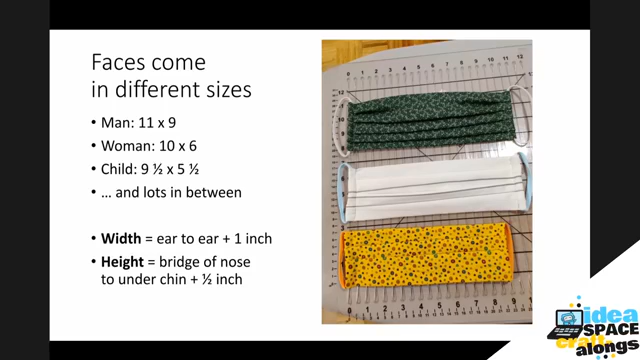 Faces come
in different sizes
• Man: 11 x 9
• Woman: 10 x 6
• Child: 9 ½ x 5 ½
• … and lots in between
• Width = ear to ear + 1 inch
• Height = bridge of nose
to under chin + ½ inch
idea
SPACE
craft
alongs